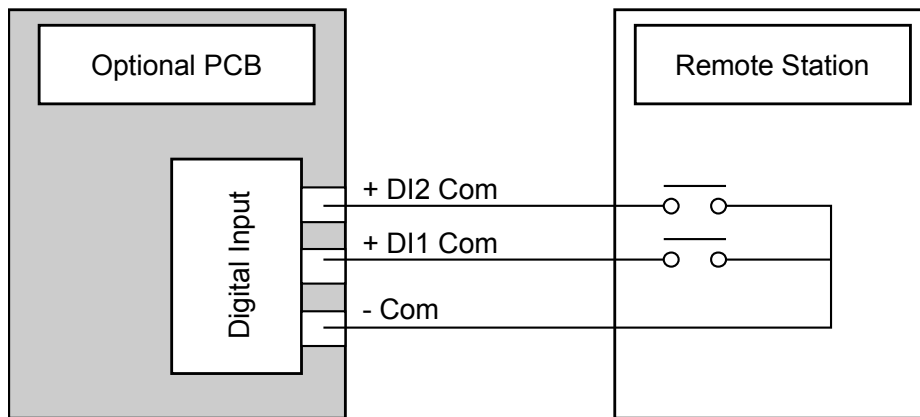 Optional PCB
Remote Station
Digital Input
+ DI2 Com
+ DI1 Com
- Com